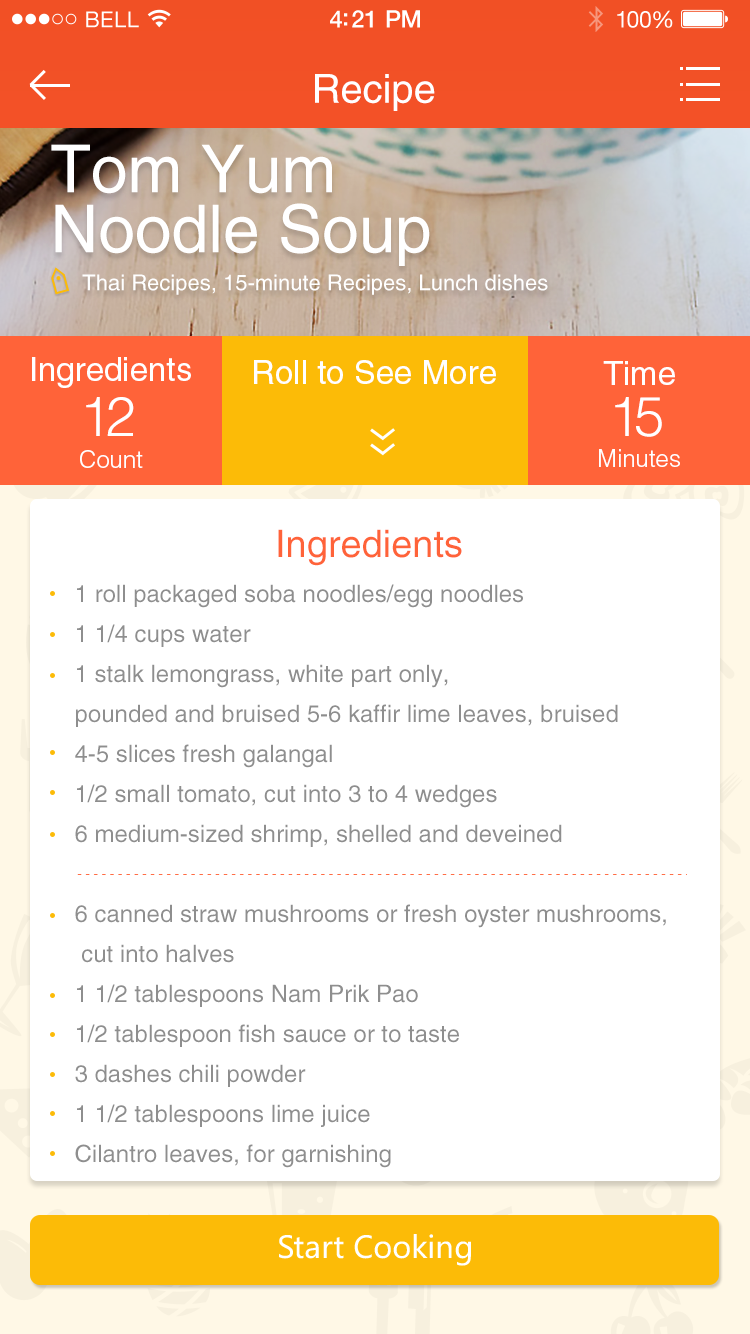 BELL 4:21 PM 100%
Recipe
Tom Yum
Noodle Soup
Thai Recipes, 15-minute Recipes, Lunch dishes
Ingredients
12
Count
Roll to See More
Time
15
Minutes
Ingredients
• 1 roll packaged soba noodles/egg noodles
• 1 1/4 cups water
• 1 stalk lemongrass, white part only,
pounded and bruised 5-6 kaffir lime leaves, bruised
• 4-5 slices fresh galangal
• 1/2 small tomato, cut into 3 to 4 wedges
• 6 medium-sized shrimp, shelled and deveined
• 6 canned straw mushrooms or fresh oyster mushrooms,
cut into halves
• 1 1/2 tablespoons Nam Prik Pao
• 1/2 tablespoon fish sauce or to taste
• 3 dashes chili powder
• 1 1/2 tablespoons lime juice
• Cilantro leaves, for garnishing
Start Cooking